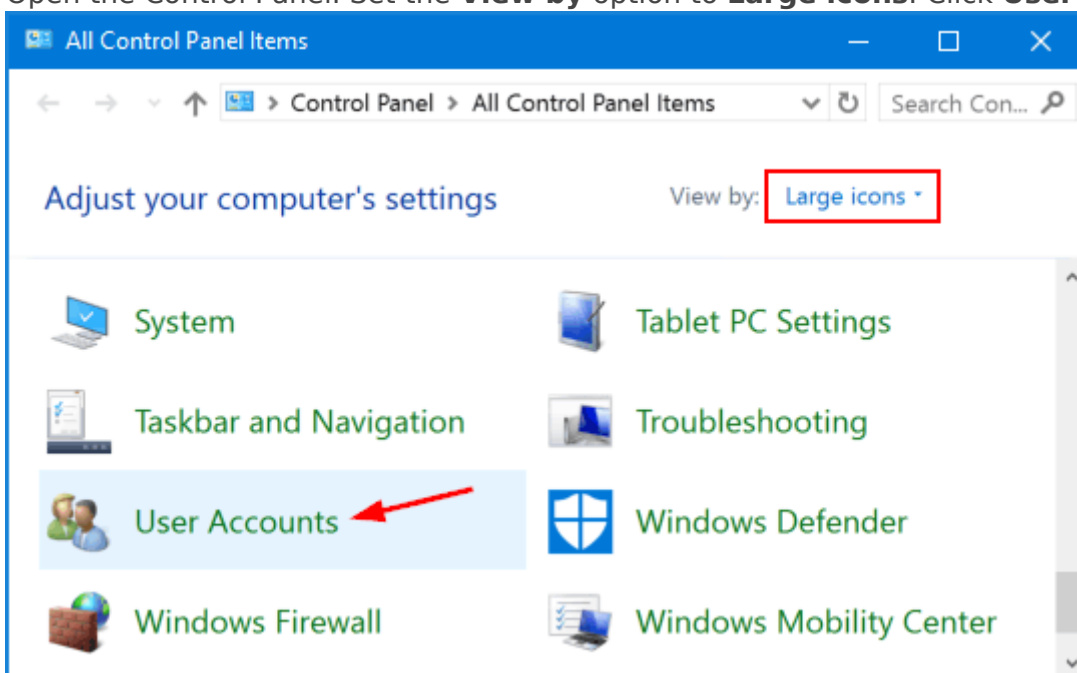 Open the Control Panel. Set the View by option to Large icons. Click User
All Control Panel Items
Control Panel > All Control Panel Items Search Con...
Adjust your computer's settings View by: Large icons
System Tablet PC Settings
Taskbar and Navigation Troubleshooting
User Accounts Windows Defender
Windows Firewall Windows Mobility Center